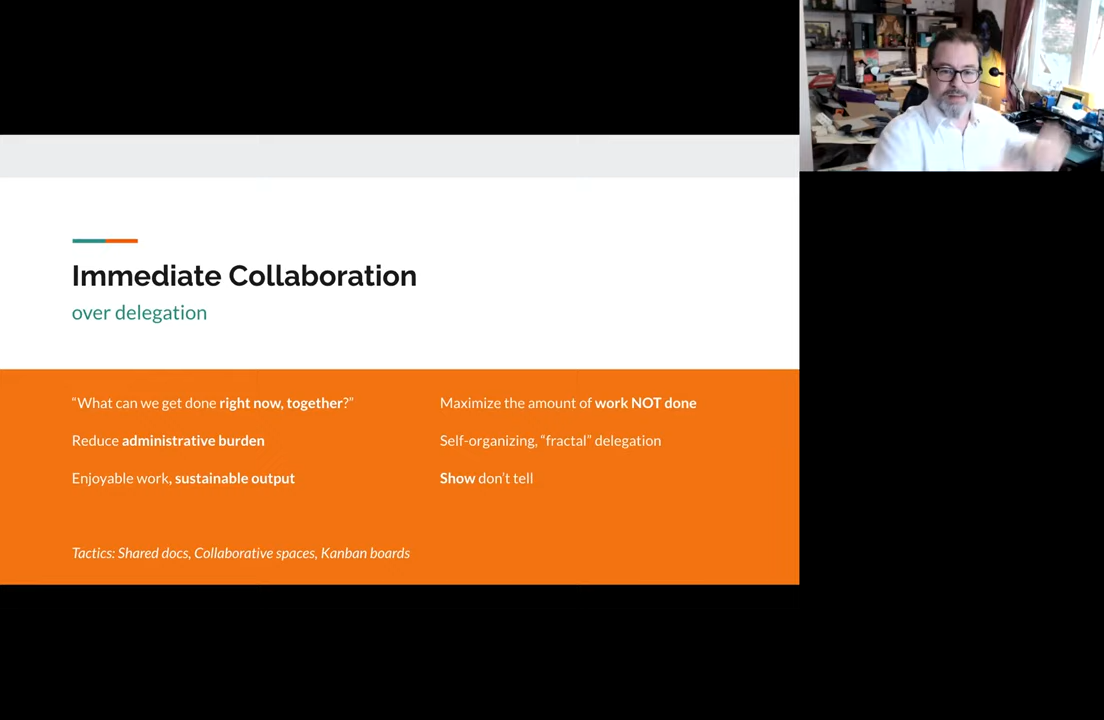 Immediate Collaboration
over delegation
“What can we get done right now, together?”
Reduce administrative burden
Enjoyable work, sustainable output
Maximize the amount of work NOT done
Self-organizing, “fractal” delegation
Show don’t tell
Tactics: Shared docs, Collaborative spaces, Kanban boards